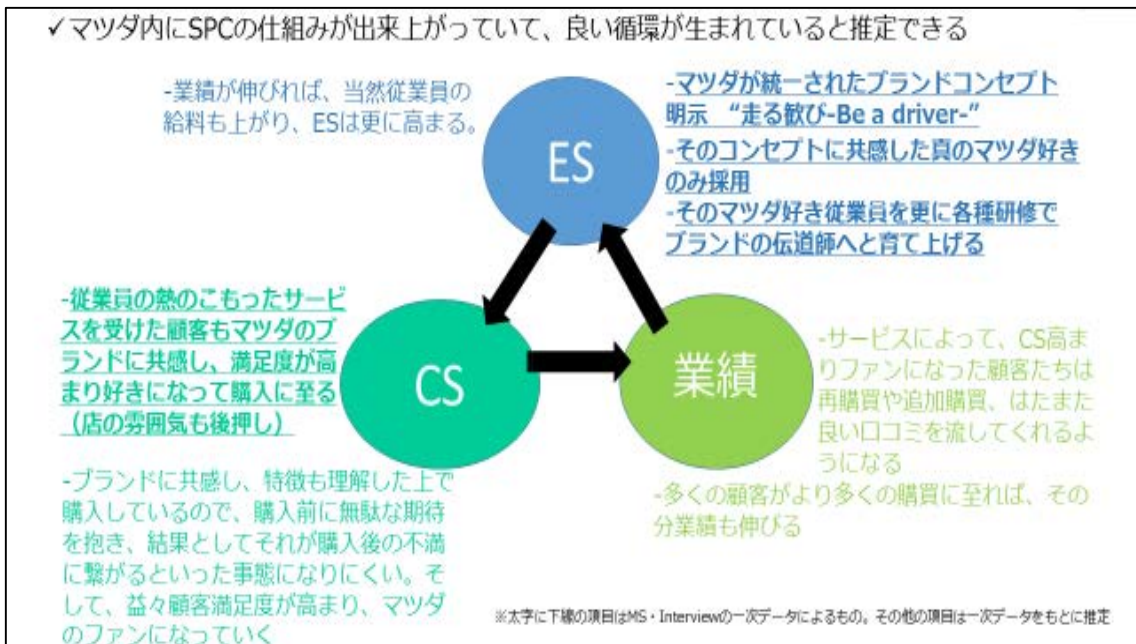 ✓マツダ内にSPCの仕組みが出来上がっていて、良い循環が生まれていると推定できる
-業績が伸びれば、当然従業員の
給料も上がり、ESは更に高まる。
ES
-マツダが統一されたブランドコンセプト
明示 “走る歓び-Be a driver-”
-そのコンセプトに共感した真のマツダ好き
のみ採用
-そのマツダ好き従業員を更に各種研修で
ブランドの伝道師へと育て上げる
-従業員の熱のこもったサービ
スを受けた顧客もマツダのブ
ランドに共感し、満足度が高
まり好きになって購入に至る
（店の雰囲気も後押し）
CS
業績
-サービスによって、CS高ま
りファンになった顧客たちは
再購買や追加購買、はたまた
良い口コミを流してくれるよ
うになる
-多くの顧客がより多くの購買に至れば、その
分業績も伸びる
-ブランドに共感し、特徴も理解した上で
購入しているので、購入前に無駄な期待
を抱き、結果としてそれが購入後の不満
に繋がるといった事態になりにくい。そ
して、益々顧客満足度が高まり、マツダ
のファンになっていく
※太字に下線の項目はMS・Interviewの一次データによるもの。その他の項目は一次データをもとに推定